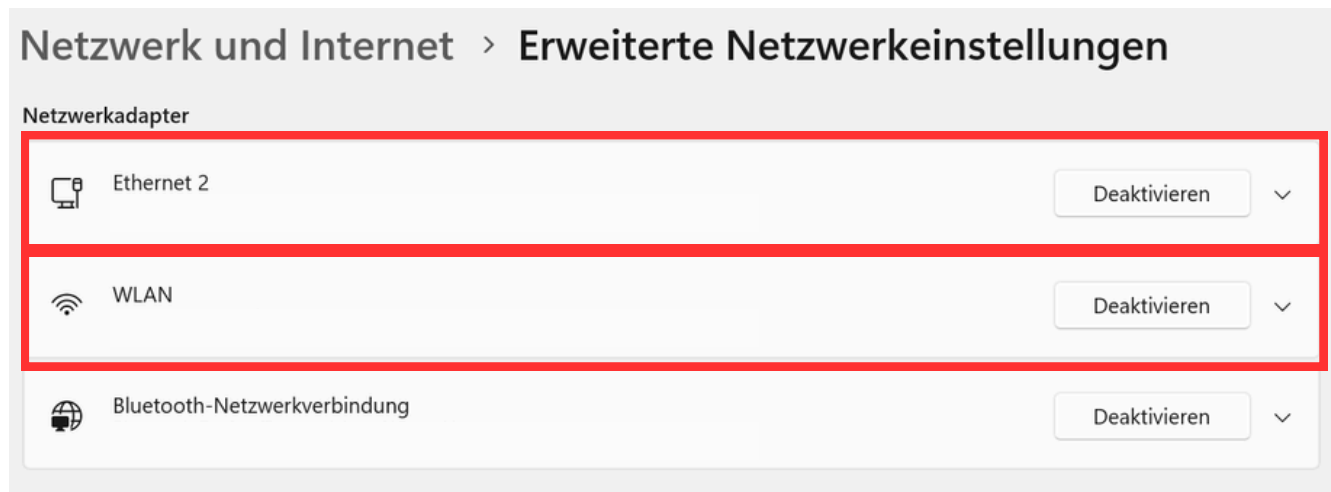 Netzwerk und Internet > Erweiterte Netzwerkeinstellungen
Netzwerkadapter
Ethernet 2 Deaktivieren
WLAN Deaktivieren
Bluetooth-Netzwerkverbindung Deaktivieren